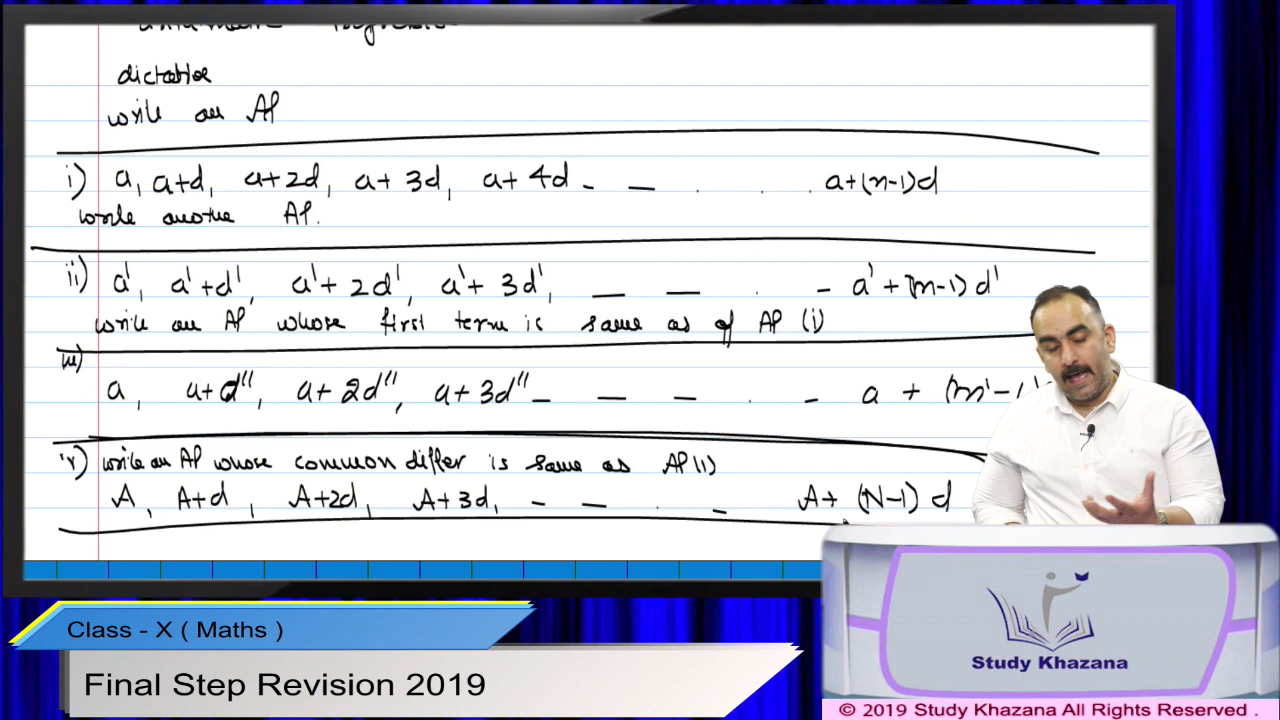 dictation
write an AP
i) a, a+d, a+2d, a+3d, a+4d - — . . . a+(n-1)d
write another AP.
ii) a', a'+d', a'+2d', a'+3d', — — . - a'+(m-1)d'
write an AP whose first term is same as of AP (i)
iii)
a, a+d'', a+2d'', a+3d'' - — — . - a + (m'-1
iv) write an AP whose common differ is same as AP(i)
A, A+d, A+2d, A+3d, - — . - A+(N-1)d
Class - X ( Maths )
Final Step Revision 2019
Study Khazana
© 2019 Study Khazana All Rights Reserved .